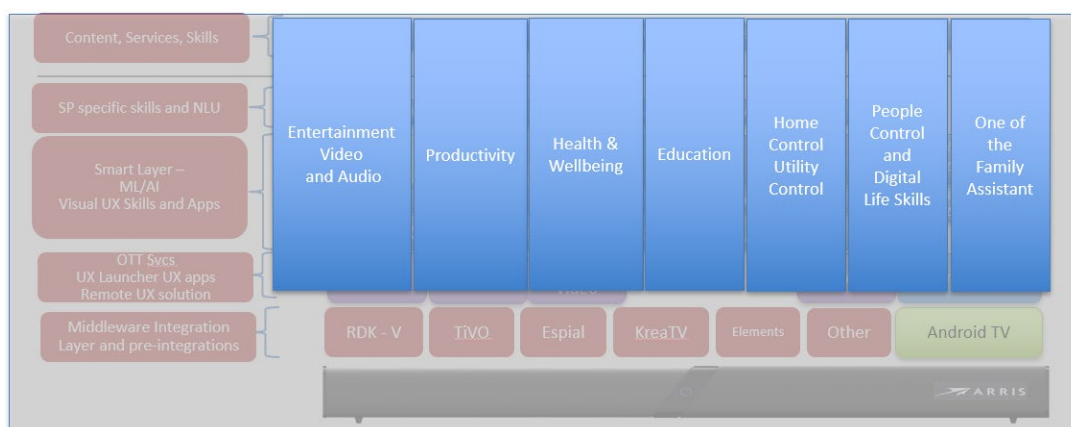 Content, Services, Skills
SP specific skills and NLU
Smart Layer –
ML/AI
Visual UX Skills and Apps
OTT Svcs
UX Launcher UX apps
Remote UX solution
Middleware Integration
Layer and pre-integrations
Entertainment
Video
and Audio
Productivity
Health &
Wellbeing
Education
Home
Control
Utility
Control
People
Control
and
Digital
Life Skills
One of
the
Family
Assistant
Video
RDK - V
TiVO
Espial
KreaTV
Elements
Other
Android TV
ARRIS